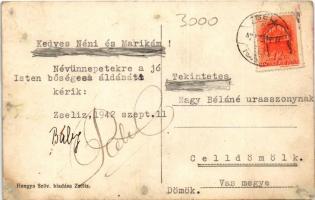 3000
Kedves Néni és Marikám !
Névünnepetekre a jó
Isten bőséges áldását
kérik:
Zseliz, 1942 szept.11
Tekintetes
Nagy Béláné urasszonynak
Celldömölk.
Vas megye
Dömök.
Hangya Szöv. kiadása Zseliz.